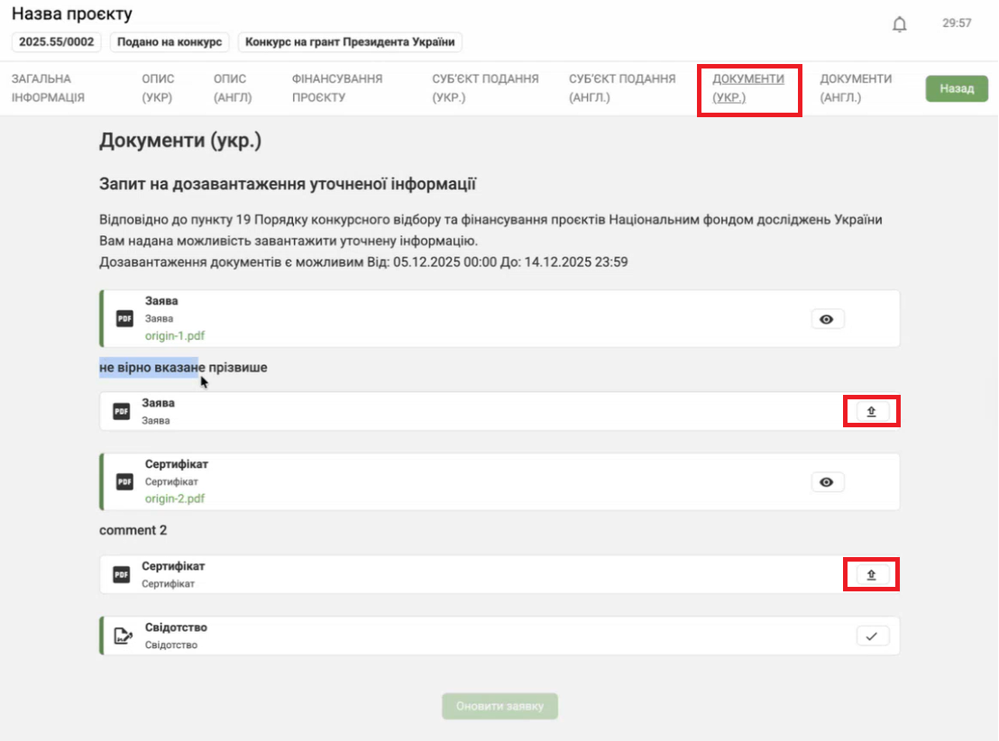 Назва проєкту
29:57
2025.55/0002 Подано на конкурс Конкурс на грант Президента України
ЗАГАЛЬНА ІНФОРМАЦІЯ
ОПИС (УКР)
ОПИС (АНГЛ)
ФІНАНСУВАННЯ ПРОЄКТУ
СУБ'ЄКТ ПОДАННЯ (УКР.)
СУБ'ЄКТ ПОДАННЯ (АНГЛ.)
ДОКУМЕНТИ (УКР.)
ДОКУМЕНТИ (АНГЛ.)
Назад
Документи (укр.)
Запит на дозавантаження уточненої інформації
Відповідно до пункту 19 Порядку конкурсного відбору та фінансування проєктів Національним фондом досліджень України
Вам надана можливість завантажити уточнену інформацію.
Дозавантаження документів є можливим Від: 05.12.2025 00:00 До: 14.12.2025 23:59
PDF
Заява
Заява
origin-1.pdf
не вірно вказане прізвише
PDF
Заява
Заява
PDF
Сертифікат
Сертифікат
origin-2.pdf
comment 2
PDF
Сертифікат
Сертифікат
Свідотство
Свідотство
Оновити заявку